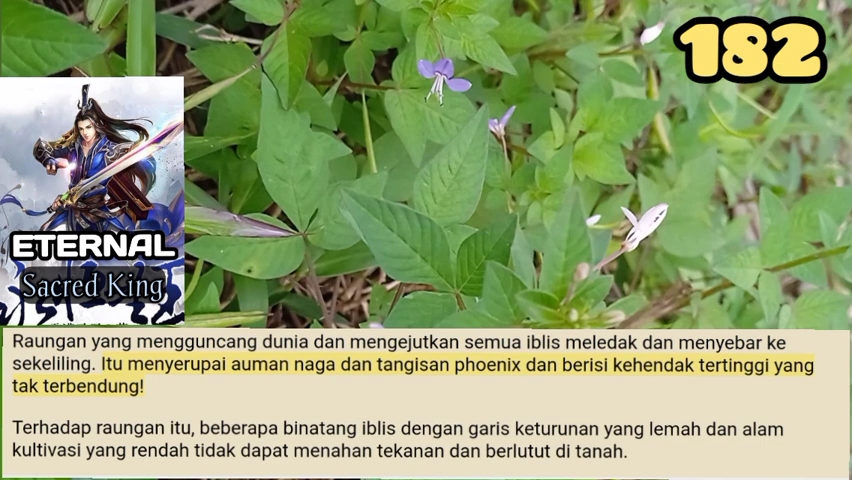 182
ETERNAL
Sacred King
Raungan yang mengguncang dunia dan mengejutkan semua iblis meledak dan menyebar ke
sekeliling. Itu menyerupai auman naga dan tangisan phoenix dan berisi kehendak tertinggi yang
tak terbendung!
Terhadap raungan itu, beberapa binatang iblis dengan garis keturunan yang lemah dan alam
kultivasi yang rendah tidak dapat menahan tekanan dan berlutut di tanah.